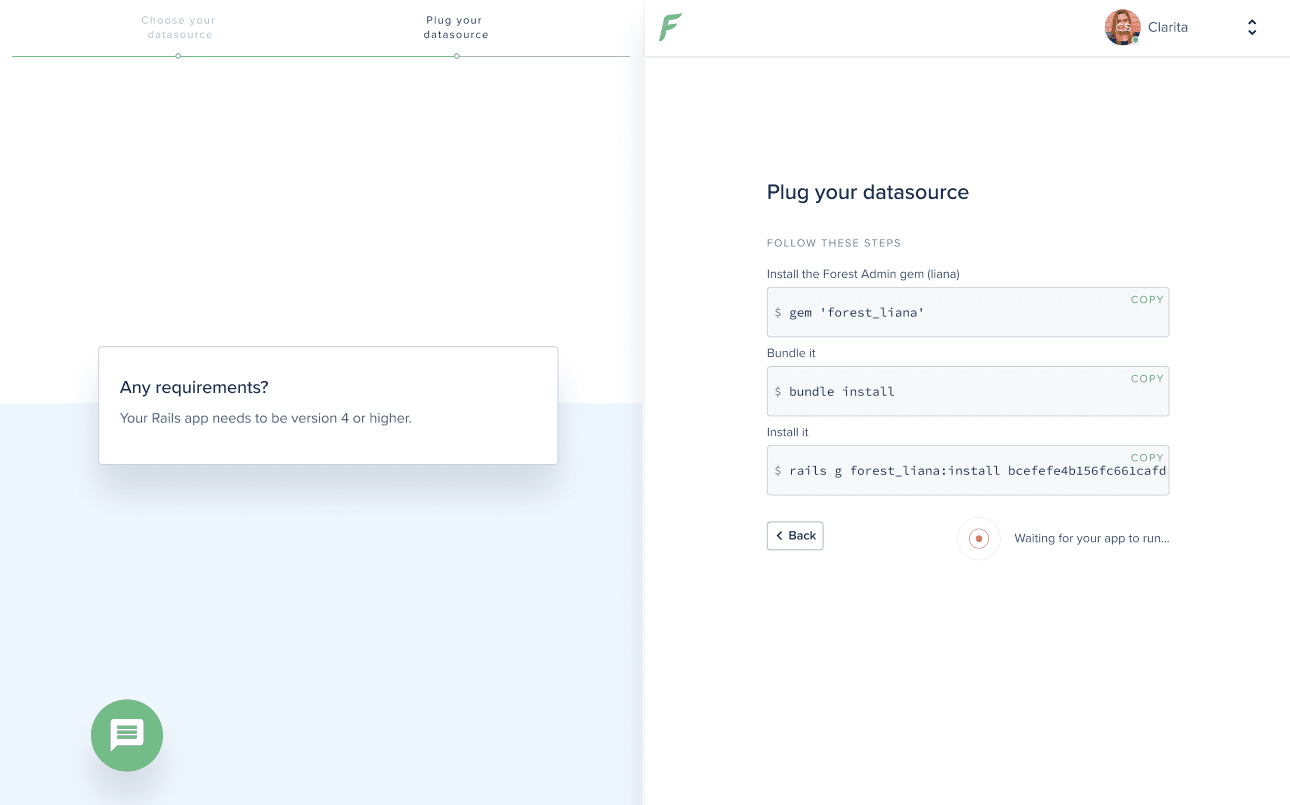 Choose your
datasource
Plug your
datasource
Any requirements?
Your Rails app needs to be version 4 or higher.
F
CS
Clarita
Plug your datasource
FOLLOW THESE STEPS
Install the Forest Admin gem (liana)
COPY
$ gem 'forest_liana'
Bundle it
COPY
$ bundle install
Install it
COPY
$ rails g forest_liana:install bcefefe4b156fc661cafd
Back
Waiting for your app to run...